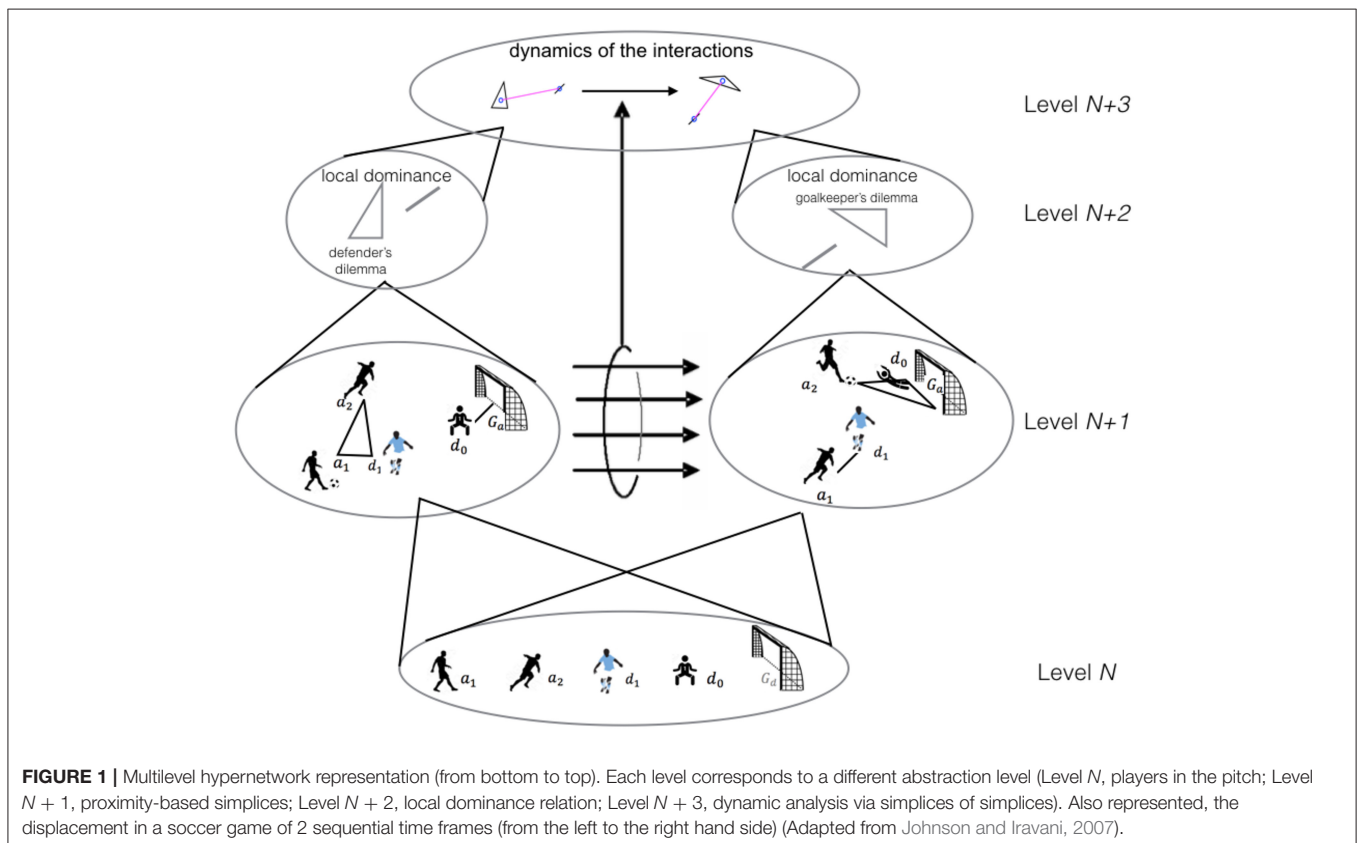 dynamics of the interactions
Level N+3
local dominance
defender's
dilemma
local dominance
goalkeeper's dilemma
Level N+2
a₂
a₁
d₁
d₀
Gₐ
a₂
d₀
Gₐ
d₁
a₁
Level N+1
a₁
a₂
d₁
d₀
G_d
Level N
FIGURE 1 | Multilevel hypernetwork representation (from bottom to top). Each level corresponds to a different abstraction level (Level N, players in the pitch; Level
N + 1, proximity-based simplices; Level N + 2, local dominance relation; Level N + 3, dynamic analysis via simplices of simplices). Also represented, the
displacement in a soccer game of 2 sequential time frames (from the left to the right hand side) (Adapted from Johnson and Iravani, 2007).